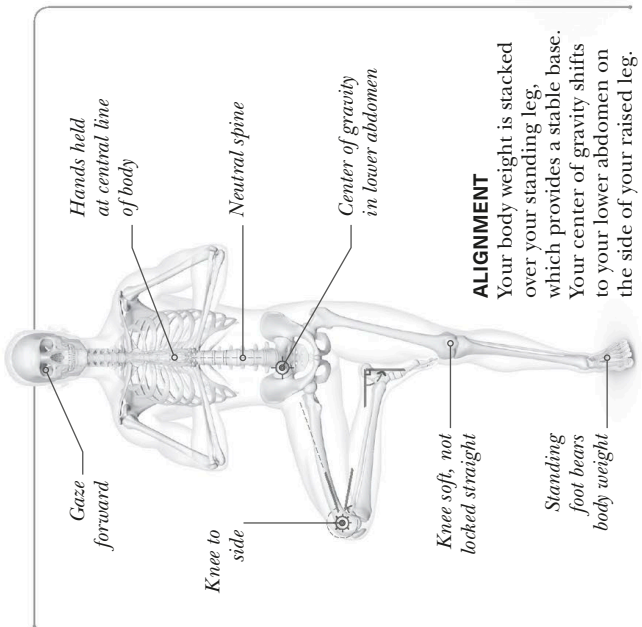 Gaze
forward
Hands held
at central line
of body
Neutral spine
Knee to
side
Center of gravity
in lower abdomen
Knee soft, not
locked straight
Standing
foot bears
body weight
ALIGNMENT
Your body weight is stacked
over your standing leg,
which provides a stable base.
Your center of gravity shifts
to your lower abdomen on
the side of your raised leg.